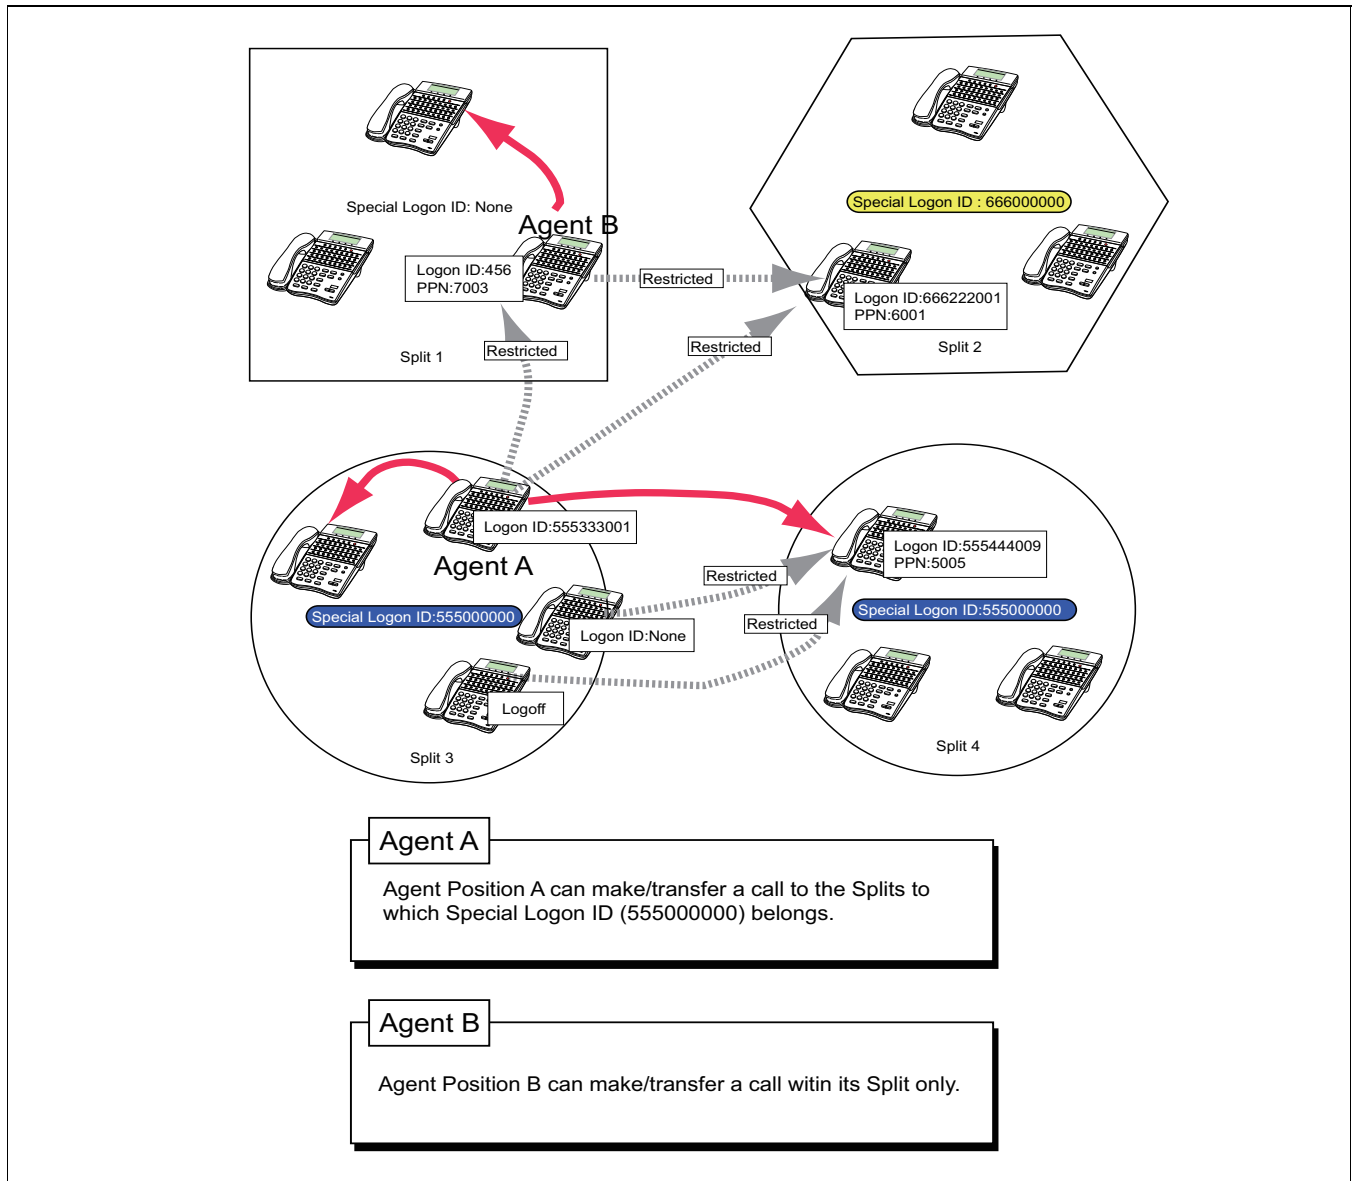 Special Logon ID: None
Agent B
Logon ID:456
PPN:7003
Restricted
Split 1
Restricted
Special Logon ID : 666000000
Logon ID:666222001
PPN:6001
Restricted
Split 2
Logon ID:555333001
Agent A
Special Logon ID:555000000
Logon ID:None
Logoff
Split 3
Restricted
Restricted
Logon ID:555444009
PPN:5005
Special Logon ID:555000000
Split 4
Agent A
Agent Position A can make/transfer a call to the Splits to
which Special Logon ID (555000000) belongs.
Agent B
Agent Position B can make/transfer a call witin its Split only.